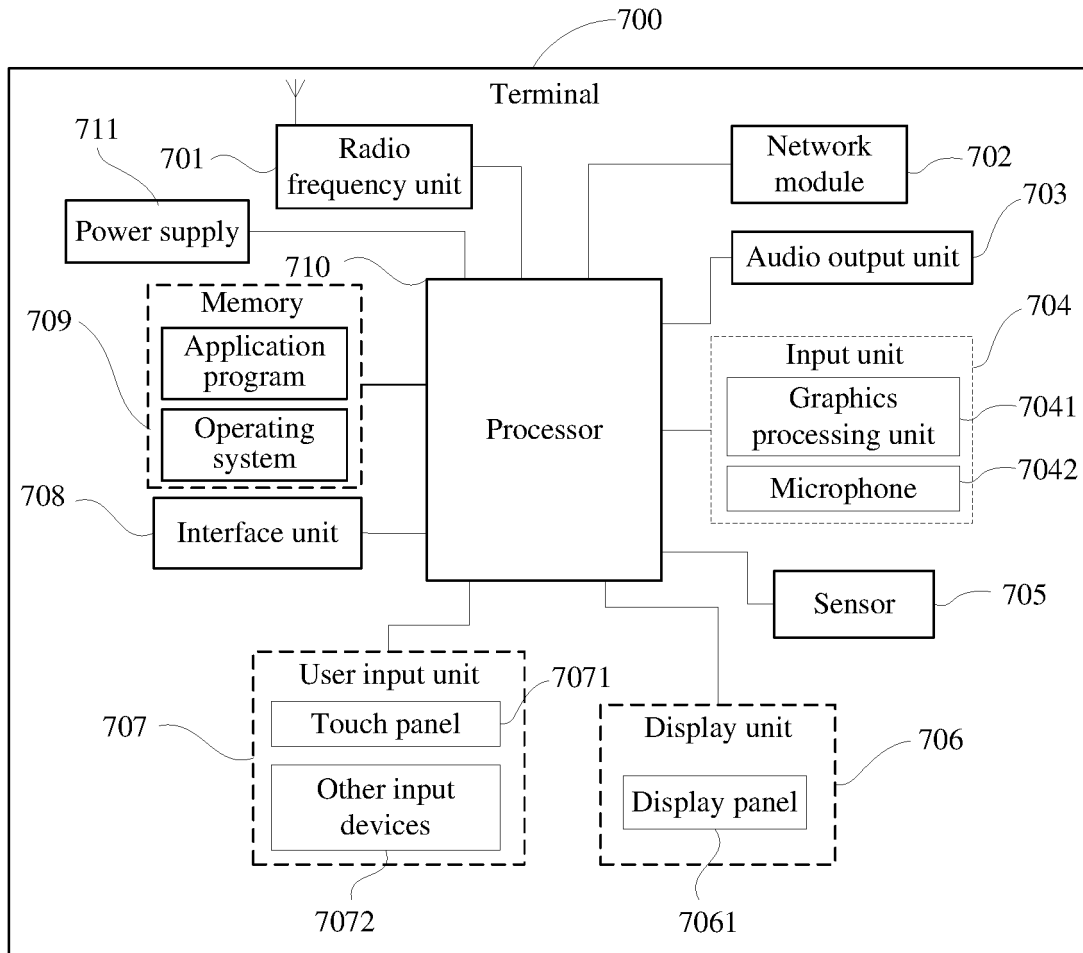 700
Terminal
711
701
Radio
frequency unit
Network
module
702
703
Power supply
Audio output unit
710
709
Memory
Application
program
Operating
system
704
Input unit
Graphics
processing unit
7041
7042
Microphone
Processor
708
Interface unit
Sensor
705
707
User input unit
7071
Touch panel
Other input
devices
7072
Display unit
706
Display panel
7061